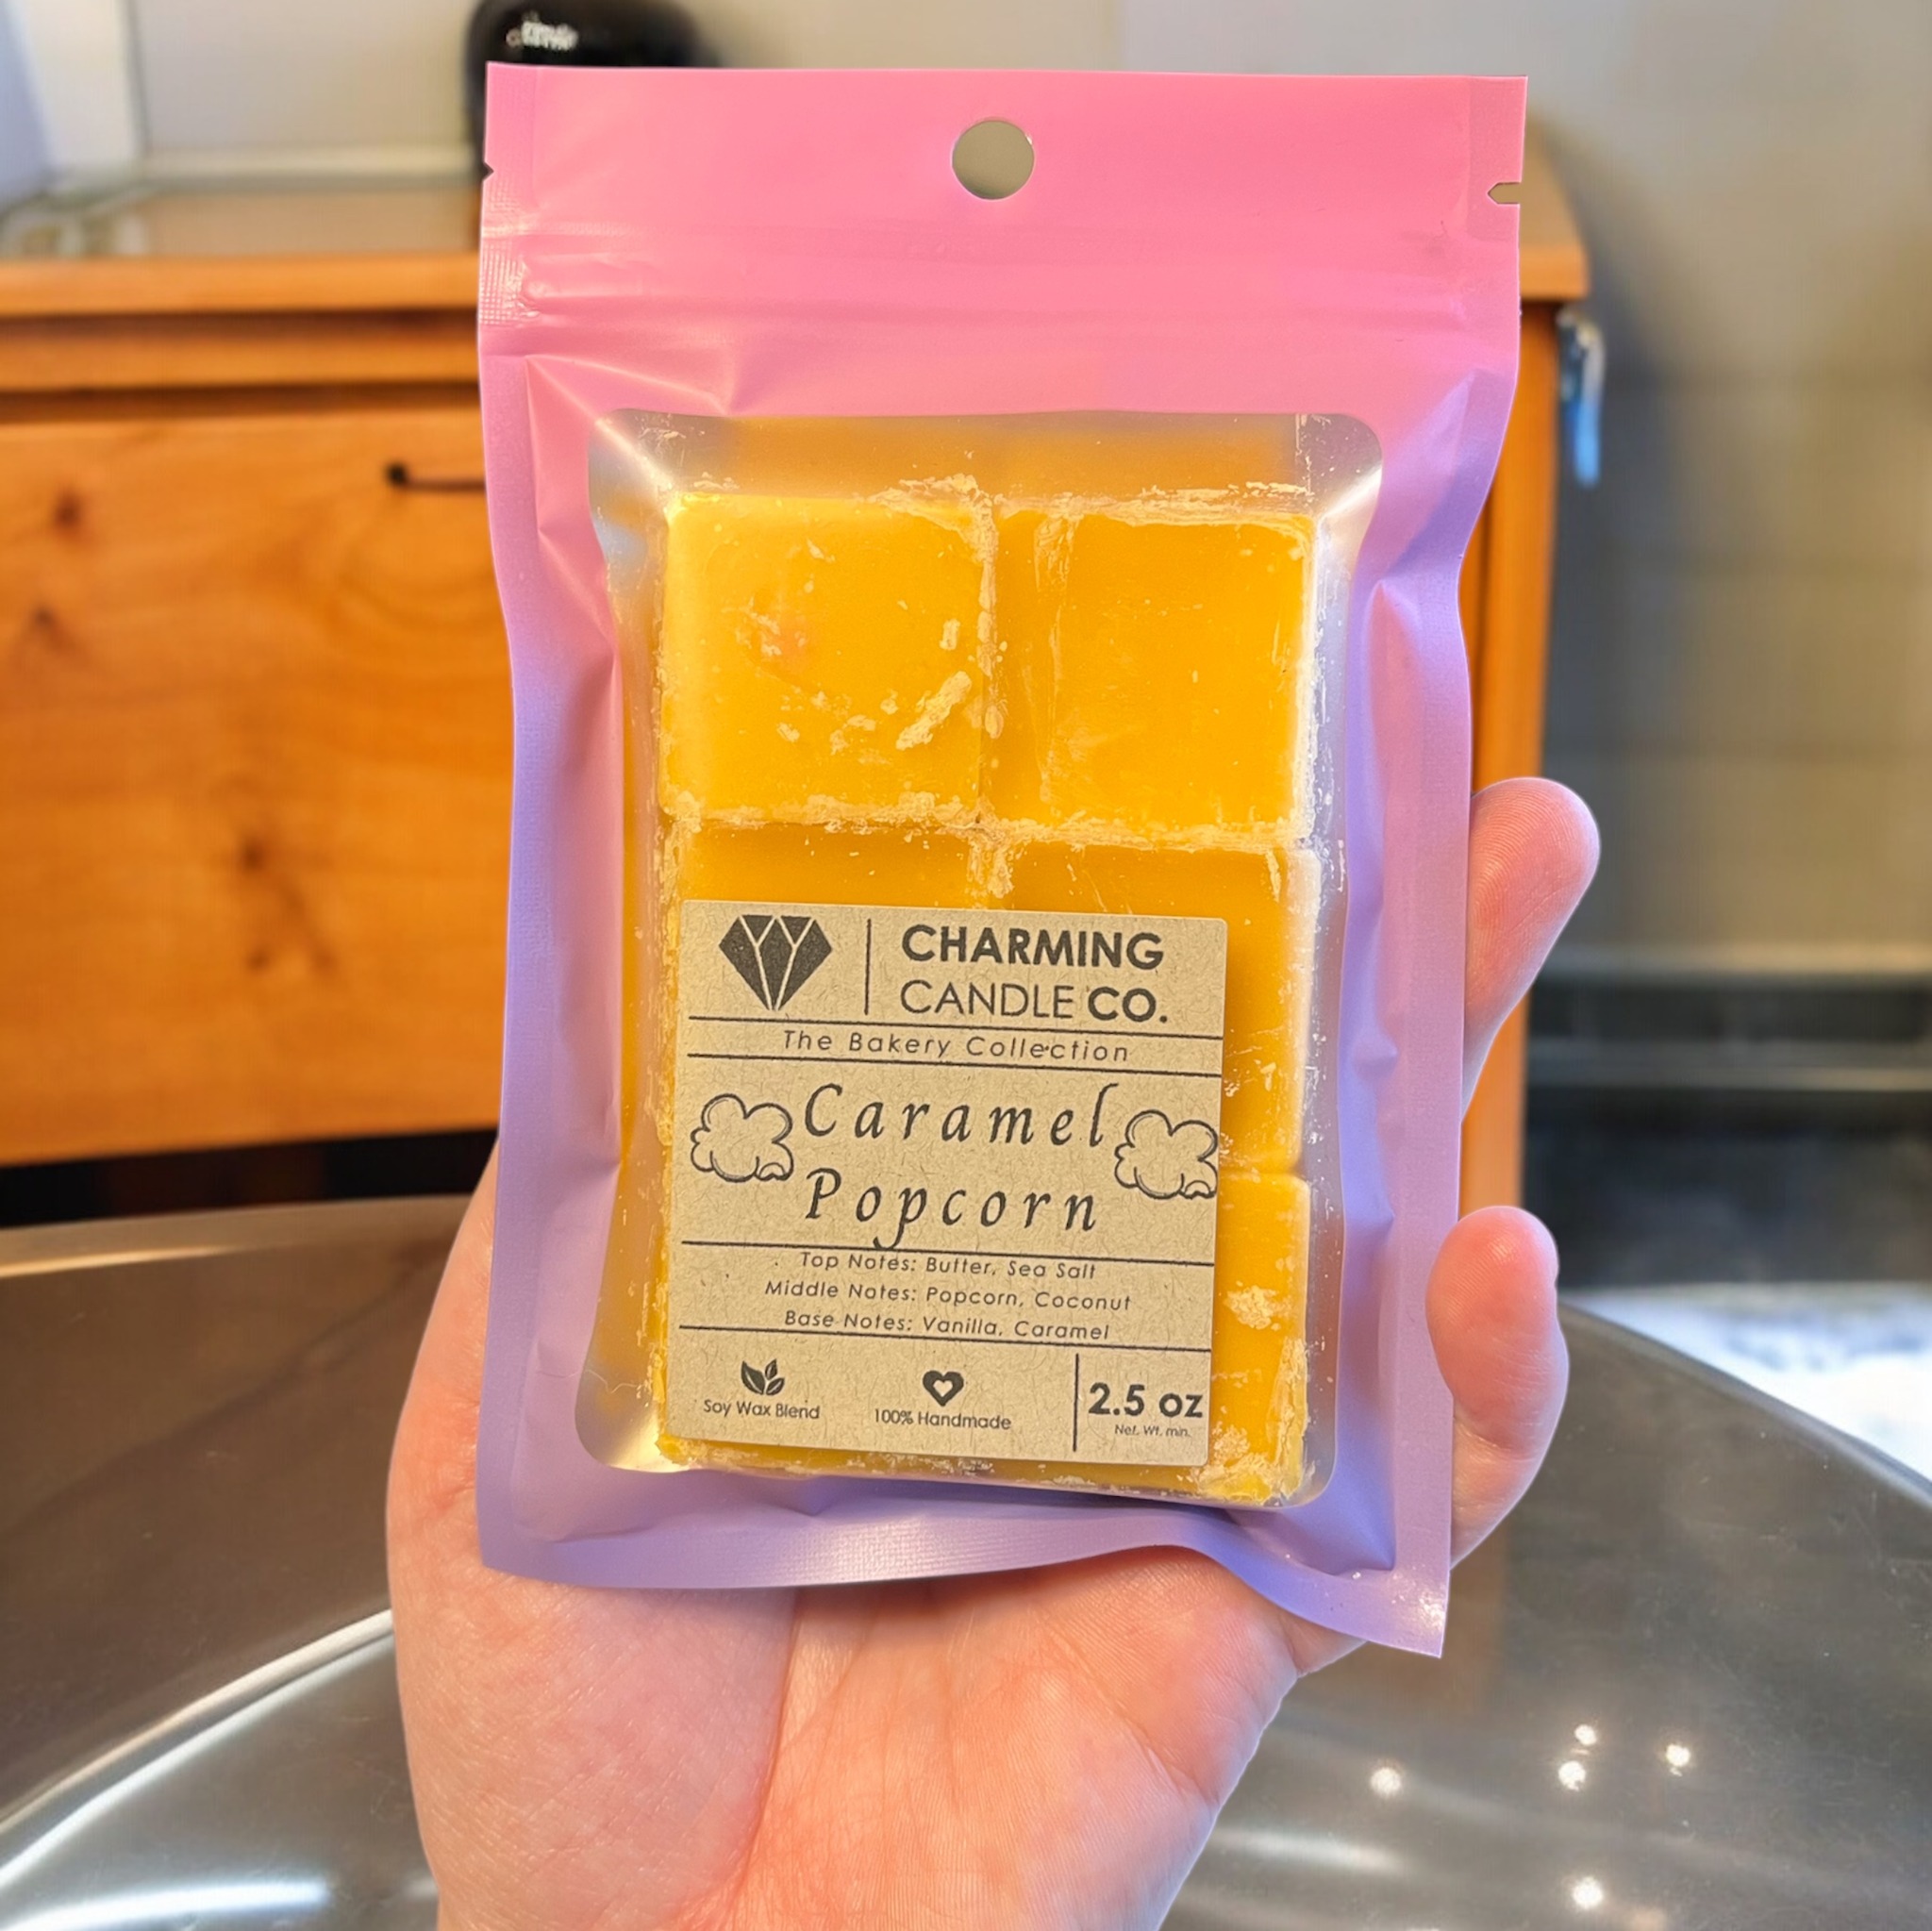 CHARMING
CANDLE CO.
The Bakery Collection
Caramel
Popcorn
Top Notes: Butter, Sea Salt
Middle Notes: Popcorn, Coconut
Base Notes: Vanilla, Caramel
Soy Wax Blend
100% Handmade
2.5 oz
Net. Wt. min.